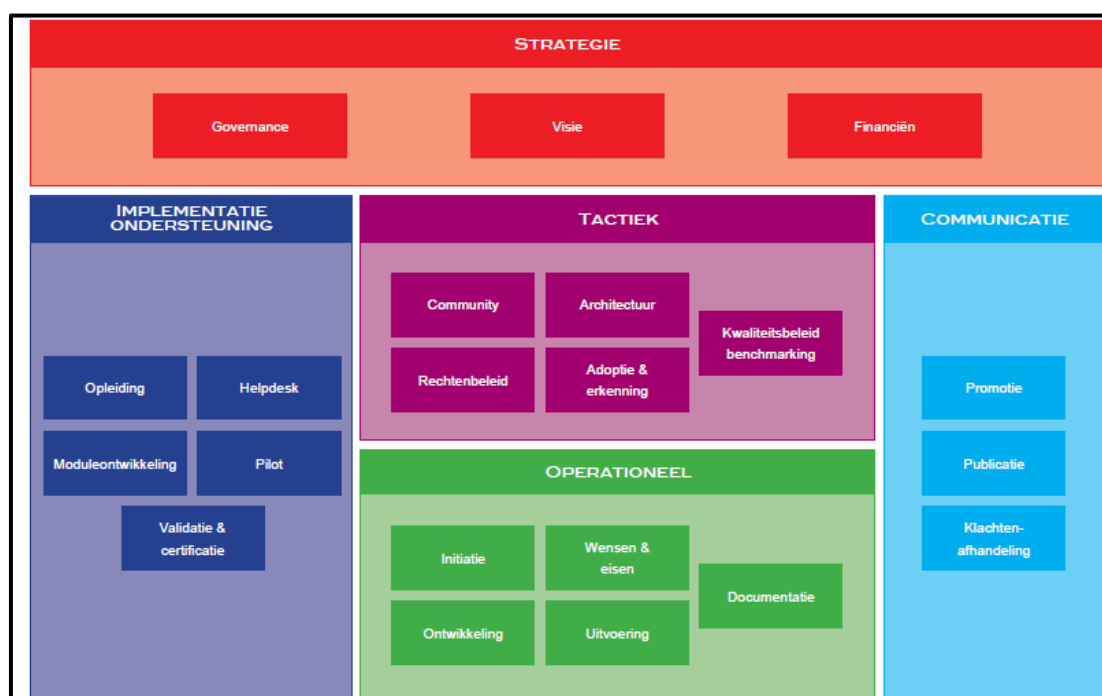 STRATEGIE
Governance
Visie
Financiën
IMPLEMENTATIE
ONDERSTEUNING
Opleiding
Helpdesk
Moduleontwikkeling
Pilot
Validatie &
certificatie
TACTIEK
Community
Architectuur
Kwaliteitsbeleid
benchmarking
Rechtenbeleid
Adoptie &
erkenning
OPERATIONEEL
Initiatie
Wensen &
eisen
Documentatie
Ontwikkeling
Uitvoering
COMMUNICATIE
Promotie
Publicatie
Klachten-
afhandeling